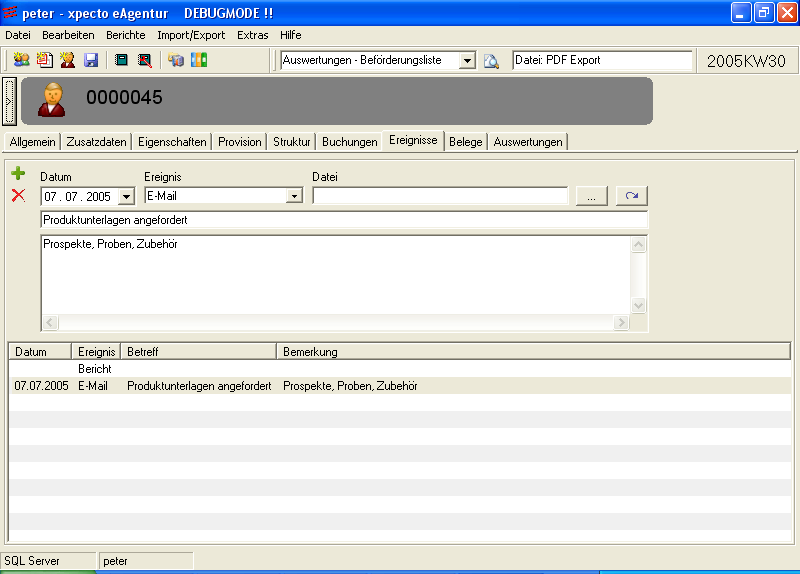 peter - xpecto eAgentur    DEBUGMODE !!
Datei Bearbeiten Berichte Import/Export Extras Hilfe
Auswertungen - Beförderungsliste Datei: PDF Export 2005KW30
0000045
Allgemein Zusatzdaten Eigenschaften Provision Struktur Buchungen Ereignisse Belege Auswertungen
Datum Ereignis Datei
07 . 07 . 2005 E-Mail ...
Produktunterlagen angefordert
Prospekte, Proben, Zubehör
Datum Ereignis Betreff Bemerkung
Bericht
07.07.2005 E-Mail Produktunterlagen angefordert Prospekte, Proben, Zubehör
SQL Server peter